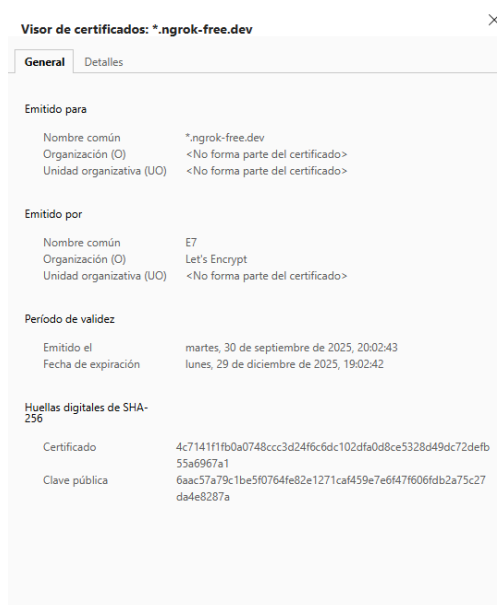 Visor de certificados: *.ngrok-free.dev
General Detalles
Emitido para
Nombre común *.ngrok-free.dev
Organización (O) <No forma parte del certificado>
Unidad organizativa (UO) <No forma parte del certificado>
Emitido por
Nombre común E7
Organización (O) Let's Encrypt
Unidad organizativa (UO) <No forma parte del certificado>
Período de validez
Emitido el martes, 30 de septiembre de 2025, 20:02:43
Fecha de expiración lunes, 29 de diciembre de 2025, 19:02:42
Huellas digitales de SHA-
256
Certificado 4c7141f1fb0a0748ccc3d24f6c6dc102dfa0d8ce5328d49dc72defb
55a6967a1
Clave pública 6aac57a79c1be5f0764fe82e1271caf459e7e6f47f606fdb2a75c27
da4e8287a